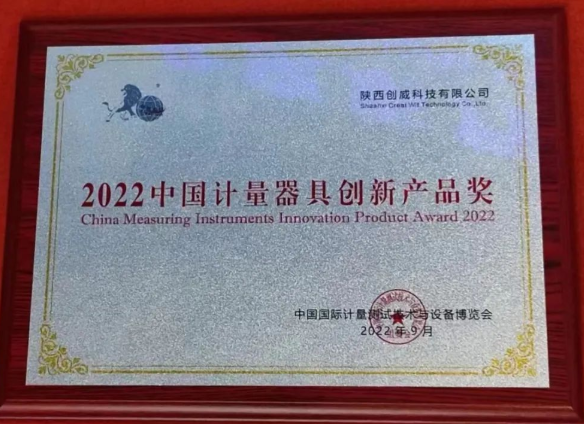 陕西创威科技有限公司
Shaanxi Great Wit Technology Co.,Ltd.
2022中国计量器具创新产品奖
China Measuring Instruments Innovation Product Award 2022
中国国际计量测试技术与设备博览会
2022年9月